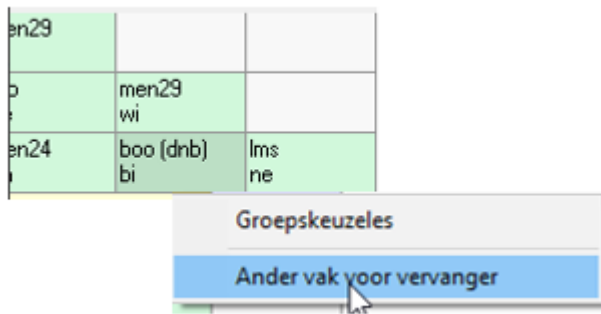 en29
men29
wi
en24
boo (dnb)
lms
bi
ne
Groepskeuzeles
Ander vak voor vervanger